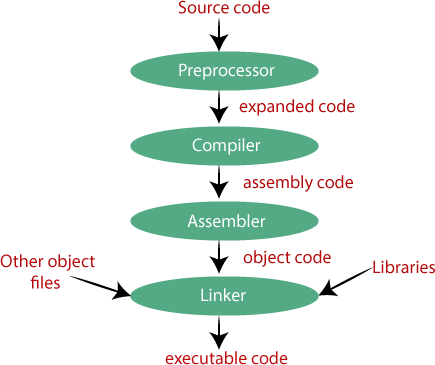 Source code
Preprocessor
expanded code
Compiler
assembly code
Assembler
object code
Other object
files
Libraries
Linker
executable code